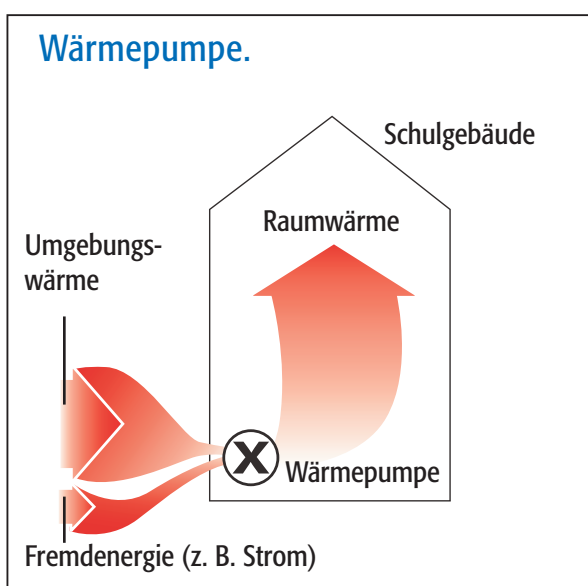 Wärmepumpe.
Schulgebäude
Raumwärme
Umgebungs-
wärme
X
Wärmepumpe
Fremdenergie (z. B. Strom)